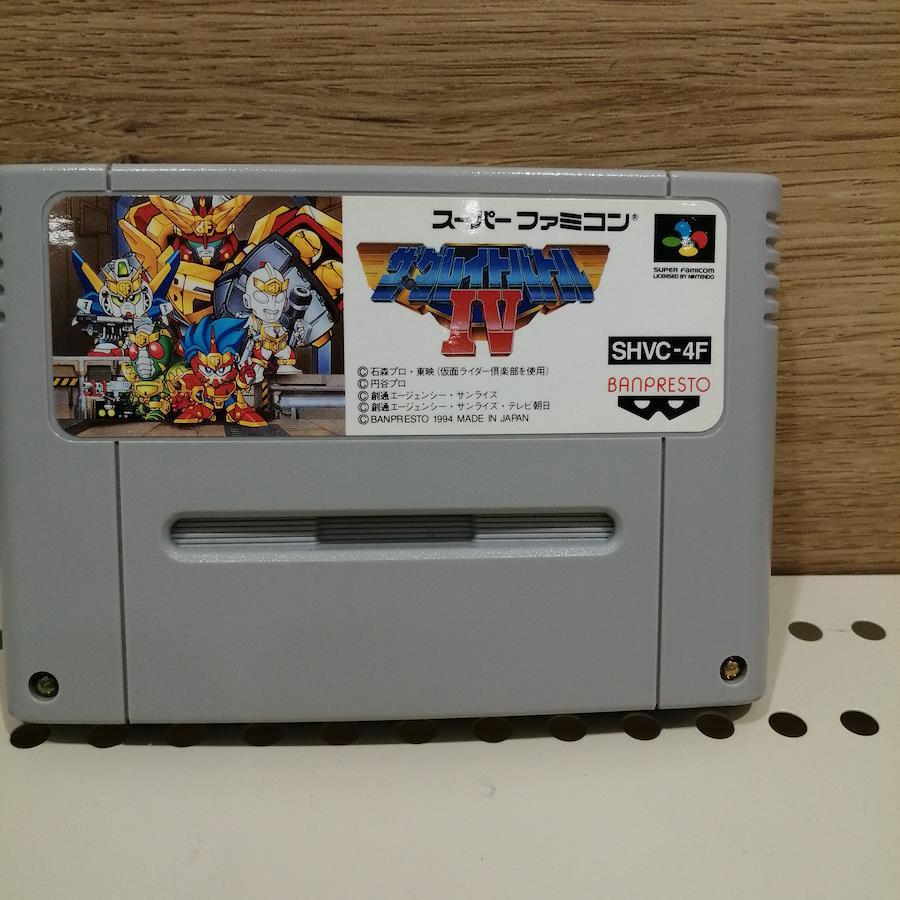 スーパーファミコン®
ザ・グレイトバトル
IV
SUPER FAMICOM
LICENSED BY NINTENDO
SHVC-4F
BANPRESTO
©石森プロ・東映(仮面ライダー倶楽部を使用)
©円谷プロ
©創通エージェンシー・サンライズ
©創通エージェンシー・サンライズ・テレビ朝日
©BANPRESTO 1994 MADE IN JAPAN